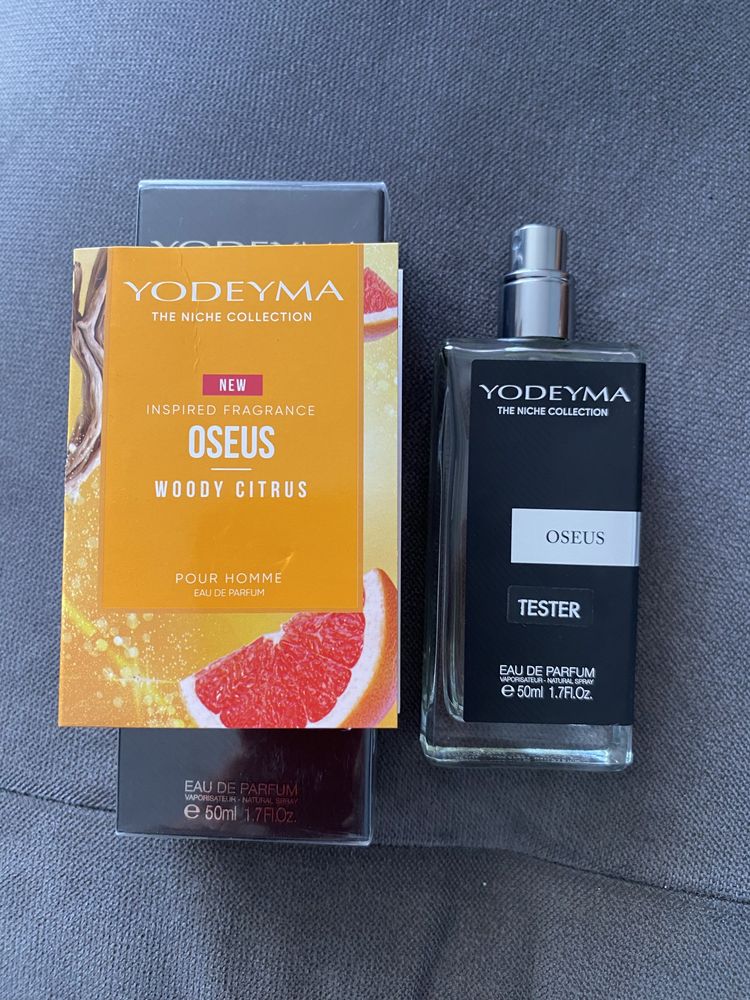 YODEYMA
YODEYMA
THE NICHE COLLECTION
NEW
INSPIRED FRAGRANCE
OSEUS
WOODY CITRUS
POUR HOMME
EAU DE PARFUM
EAU DE PARFUM
VAPORISATEUR - NATURAL SPRAY
e 50ml 1.7Fl.Oz.
YODEYMA
THE NICHE COLLECTION
OSEUS
TESTER
EAU DE PARFUM
VAPORISATEUR - NATURAL SPRAY
e 50ml 1.7Fl.Oz.